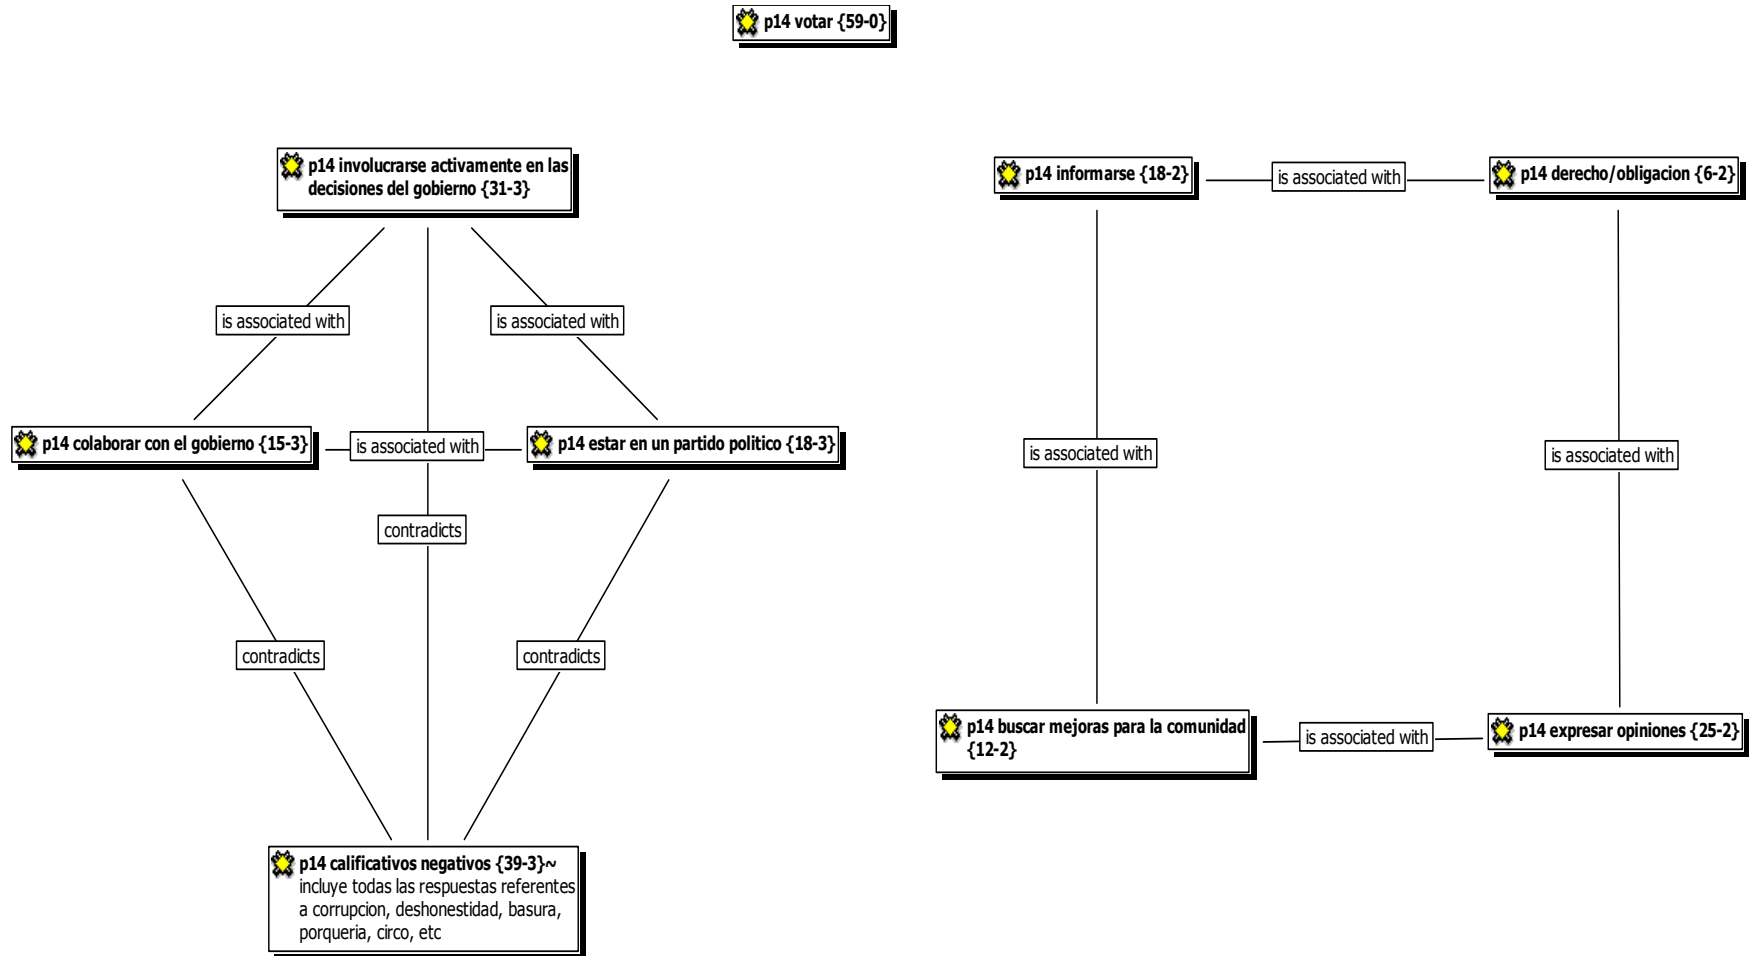 p14 votar {59-0}
p14 involucrarse activamente en las
decisiones del gobierno {31-3}
p14 informarse {18-2}
is associated with
p14 derecho/obligacion {6-2}
is associated with
is associated with
p14 colaborar con el gobierno {15-3}
is associated with
p14 estar en un partido politico {18-3}
is associated with
is associated with
contradicts
contradicts
contradicts
p14 buscar mejoras para la comunidad
{12-2}
is associated with
p14 expresar opiniones {25-2}
p14 calificativos negativos {39-3}~
incluye todas las respuestas referentes
a corrupcion, deshonestidad, basura,
porqueria, circo, etc